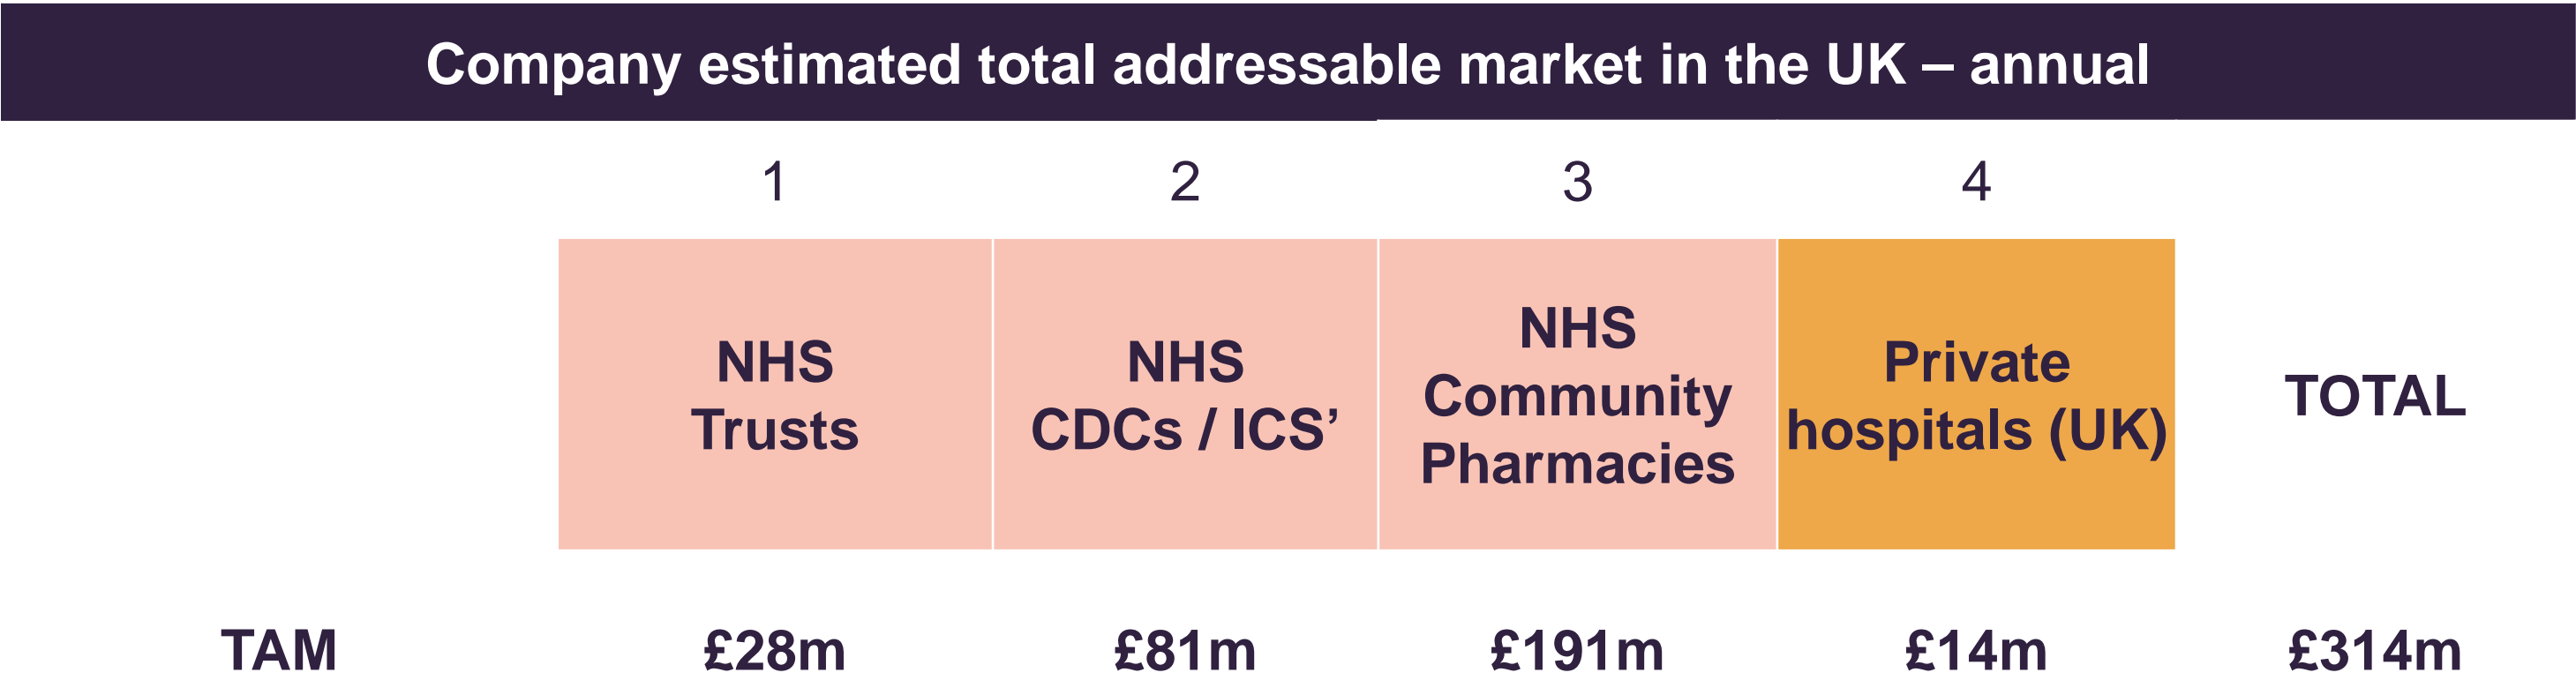 Company estimated total addressable market in the UK – annual
1
2
3
4
NHS
Trusts
NHS
CDCs / ICS’
NHS
Community
Pharmacies
Private
hospitals (UK)
TOTAL
TAM
£28m
£81m
£191m
£14m
£314m